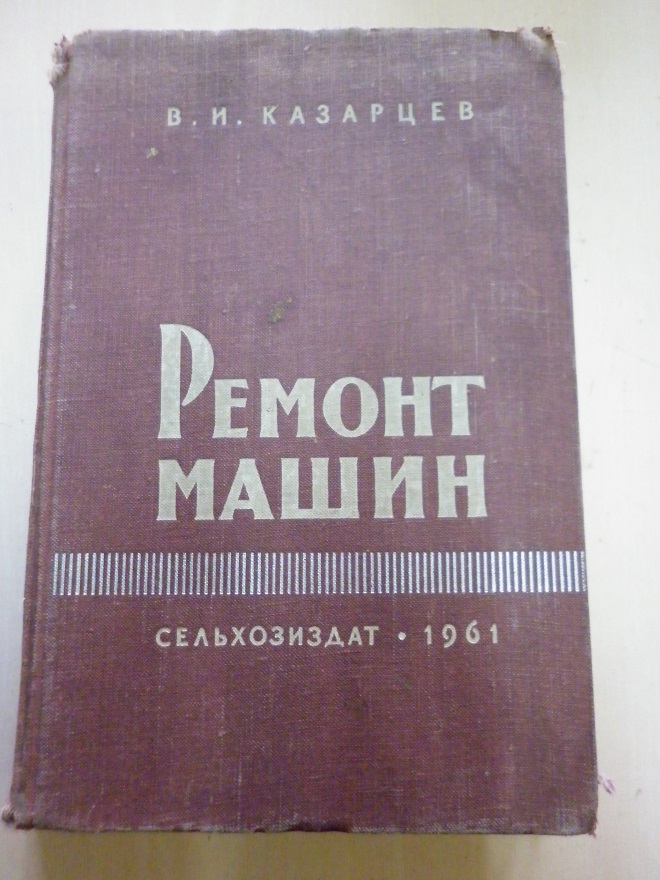 В. И. КАЗАРЦЕВ
РЕМОНТ
МАШИН
СЕЛЬХОЗИЗДАТ • 1961